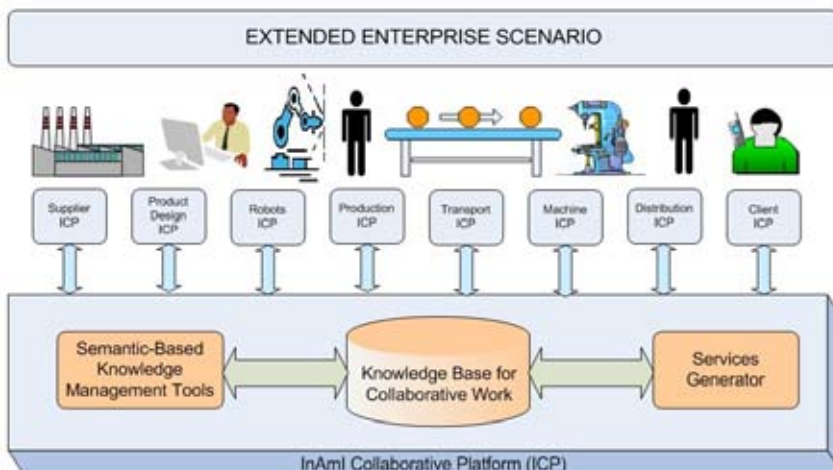 EXTENDED ENTERPRISE SCENARIO
Supplier
ICP
Product
Design
ICP
Robots
ICP
Production
ICP
Transport
ICP
Machine
ICP
Distribution
ICP
Client
ICP
Semantic-Based
Knowledge
Management Tools
Knowledge Base for
Collaborative Work
Services
Generator
InAmI Collaborative Platform (ICP)